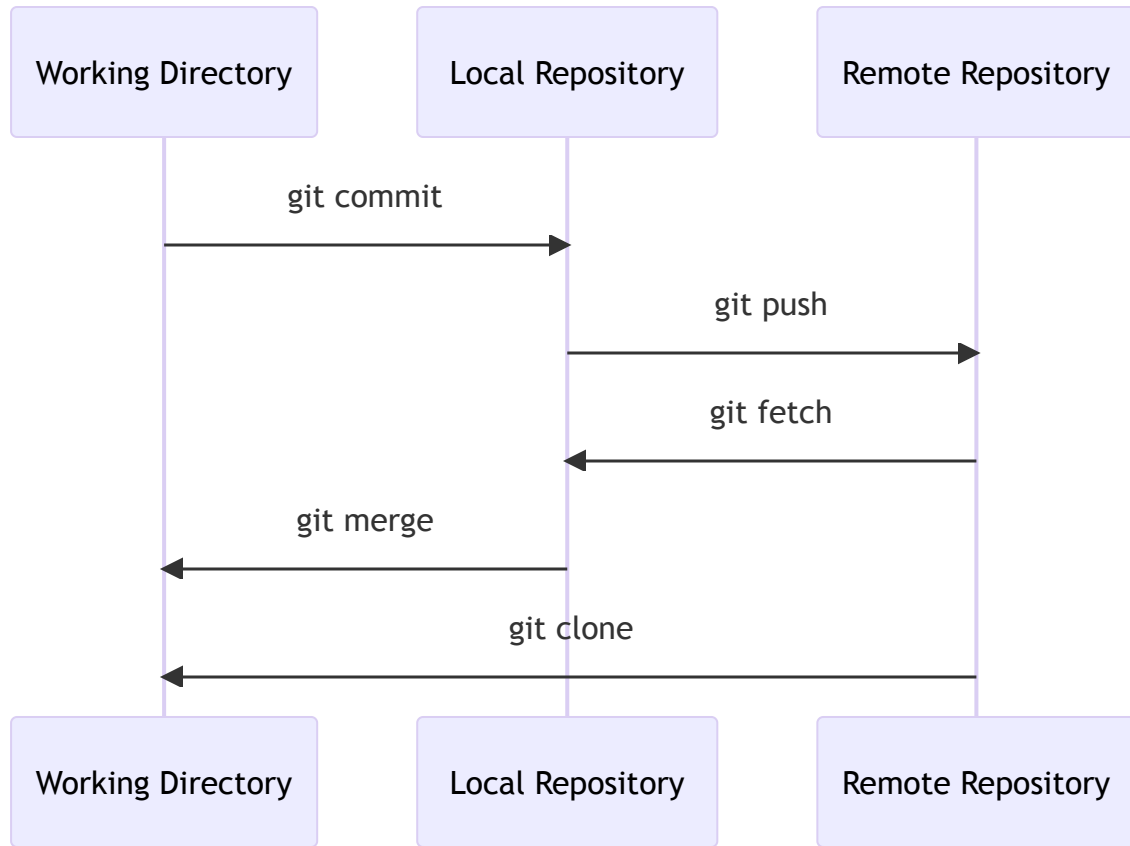 Working Directory
Local Repository
Remote Repository
git commit
git push
git fetch
git merge
git clone
Working Directory
Local Repository
Remote Repository